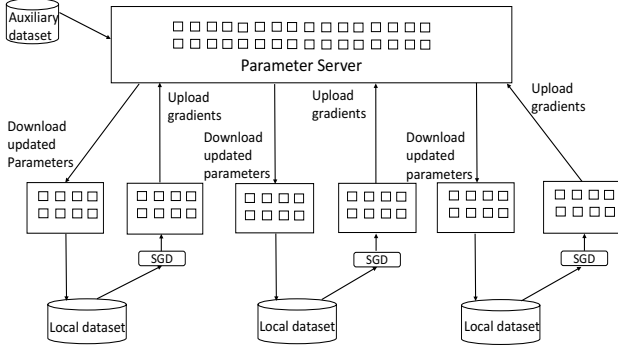 Auxiliary
dataset
Parameter Server
Download
updated
Parameters
Upload
gradients
Download
updated
parameters
Upload
gradients
Download
updated
parameters
Upload
gradients
SGD
SGD
SGD
Local dataset
Local dataset
Local dataset